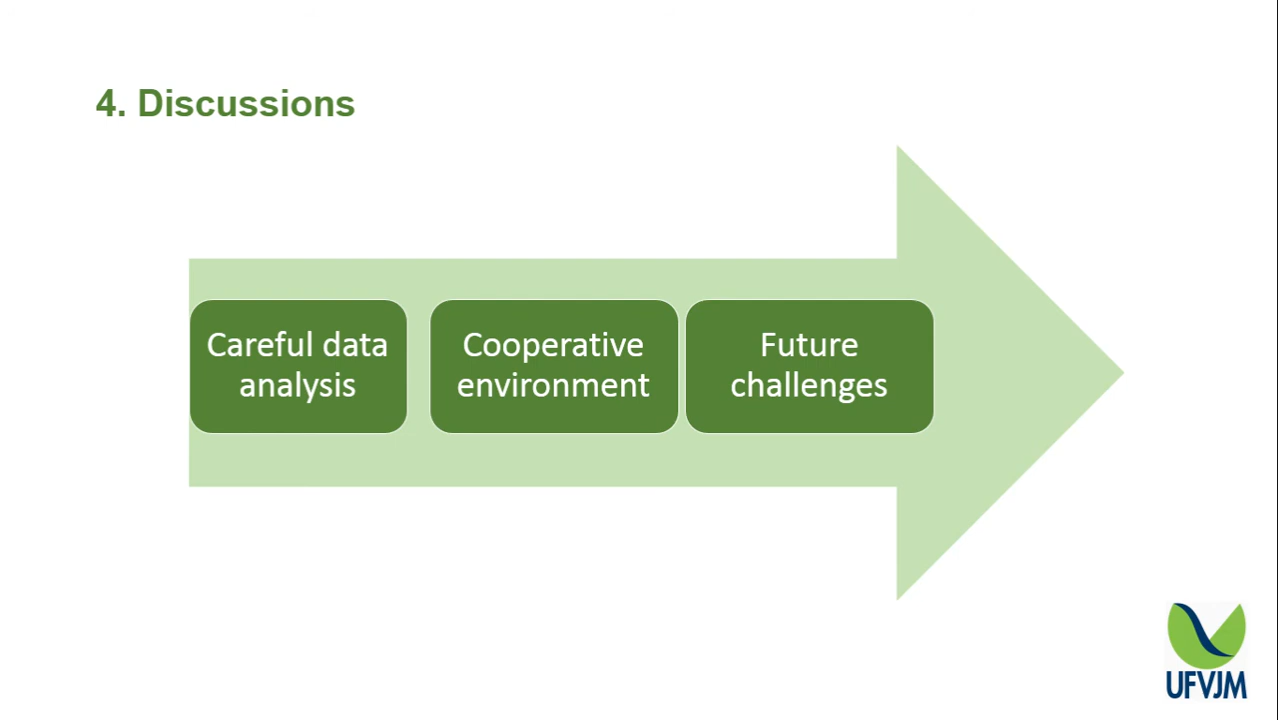 4. Discussions
Careful data
analysis
Cooperative
environment
Future
challenges
UFVJM